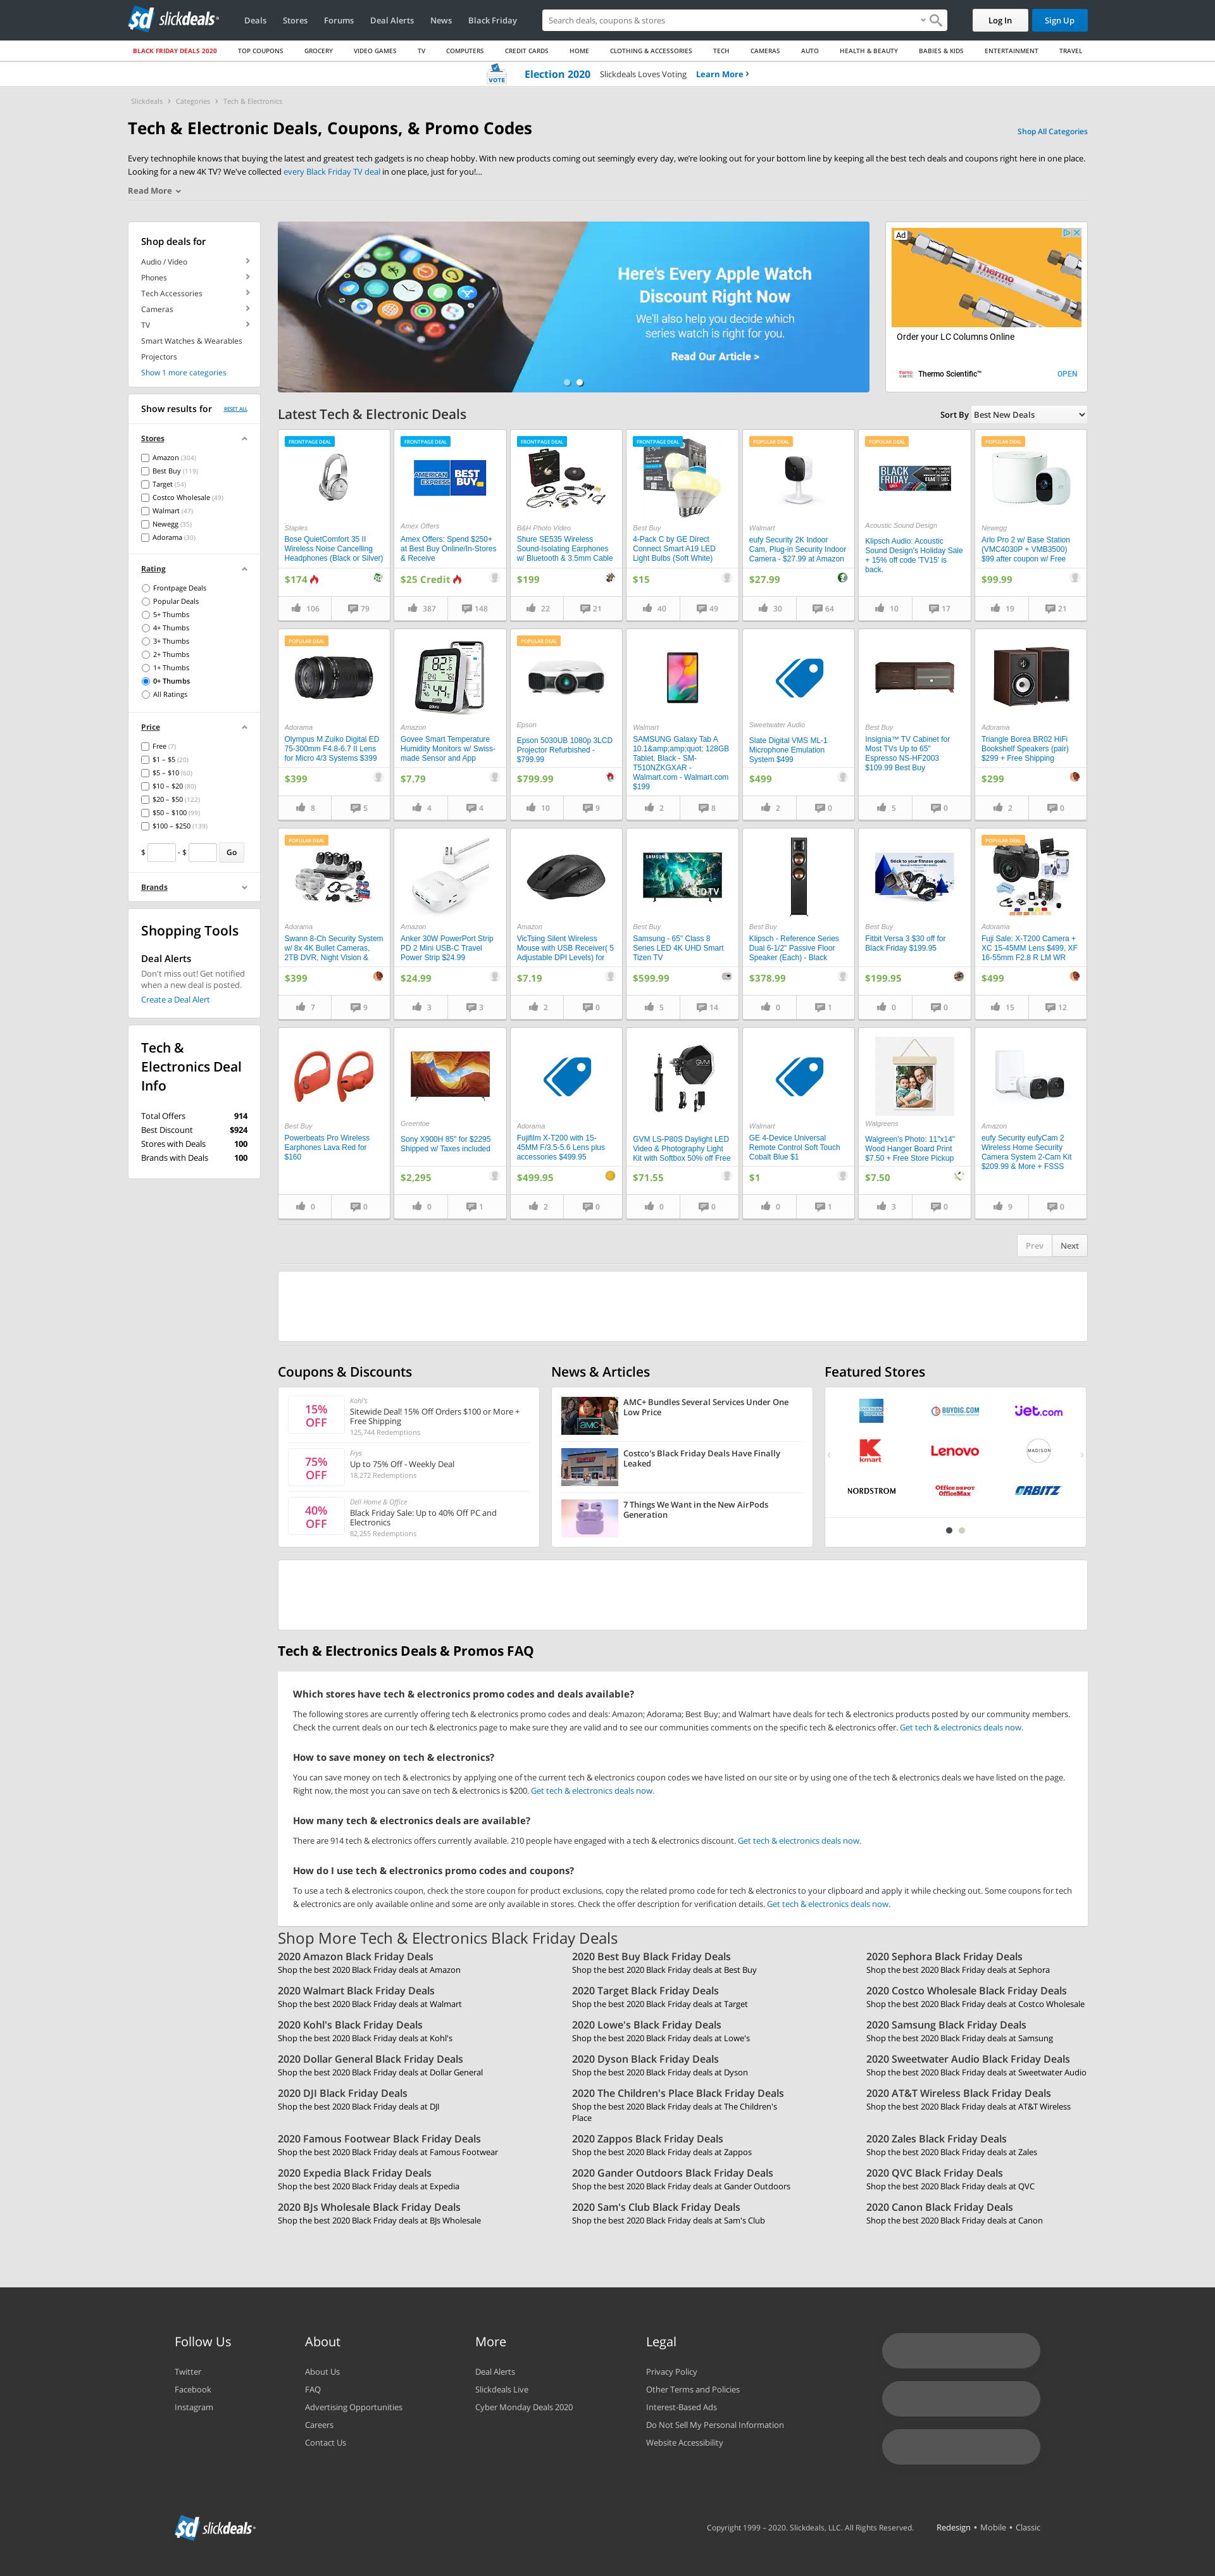 slickdeals
Deals Stores Forums Deal Alerts News Black Friday
Search deals, coupons & stores
Log In Sign Up
BLACK FRIDAY DEALS 2020 TOP COUPONS GROCERY VIDEO GAMES TV COMPUTERS CREDIT CARDS HOME CLOTHING & ACCESSORIES TECH CAMERAS AUTO HEALTH & BEAUTY BABIES & KIDS ENTERTAINMENT TRAVEL
VOTE Election 2020 Slickdeals Loves Voting Learn More
Slickdeals Categories Tech & Electronics
Tech & Electronic Deals, Coupons, & Promo Codes
Shop All Categories
Every technophile knows that buying the latest and greatest tech gadgets is no cheap hobby. With new products coming out seemingly every day, we're looking out for your bottom line by keeping all the best tech deals and coupons right here in one place.
Looking for a new 4K TV? We've collected every Black Friday TV deal in one place, just for you!...
Read More
Shop deals for
Audio / Video
Phones
Tech Accessories
Cameras
TV
Smart Watches & Wearables
Projectors
Show 1 more categories
Show results for RESET ALL
Stores
Amazon (304)
Best Buy (119)
Target (54)
Costco Wholesale (49)
Walmart (47)
Newegg (35)
Adorama (30)
Rating
Frontpage Deals
Popular Deals
5+ Thumbs
4+ Thumbs
3+ Thumbs
2+ Thumbs
1+ Thumbs
0+ Thumbs
All Ratings
Price
Free (7)
$1 – $5 (20)
$5 – $10 (60)
$10 – $20 (80)
$20 – $50 (122)
$50 – $100 (99)
$100 – $250 (139)
$ - $ Go
Brands
Shopping Tools
Deal Alerts
Don't miss out! Get notified
when a new deal is posted.
Create a Deal Alert
Tech &
Electronics Deal
Info
Total Offers 914
Best Discount $924
Stores with Deals 100
Brands with Deals 100
Here's Every Apple Watch
Discount Right Now
We'll also help you decide which
series watch is right for you.
Read Our Article >
Ad
Thermo
SCIENTIFIC
Order your LC Columns Online
Thermo Scientific™ OPEN
Latest Tech & Electronic Deals
Sort By Best New Deals
FRONTPAGE DEAL
Staples
Bose QuietComfort 35 II
Wireless Noise Cancelling
Headphones (Black or Silver)
$174
106 79
FRONTPAGE DEAL
AMERICAN EXPRESS BEST BUY
Amex Offers
Amex Offers: Spend $250+
at Best Buy Online/In-Stores
& Receive
$25 Credit
387 148
FRONTPAGE DEAL
B&H Photo Video
Shure SE535 Wireless
Sound-Isolating Earphones
w/ Bluetooth & 3.5mm Cable
$199
22 21
FRONTPAGE DEAL
Best Buy
4-Pack C by GE Direct
Connect Smart A19 LED
Light Bulbs (Soft White)
$15
40 49
POPULAR DEAL
Walmart
eufy Security 2K Indoor
Cam, Plug-in Security Indoor
Camera - $27.99 at Amazon
$27.99
30 64
POPULAR DEAL
BLACK FRIDAY
Acoustic Sound Design
Klipsch Audio: Acoustic
Sound Design's Holiday Sale
+ 15% off code 'TV15' is
back.
10 17
POPULAR DEAL
Newegg
Arlo Pro 2 w/ Base Station
(VMC4030P + VMB3500)
$99 after coupon w/ Free
$99.99
19 21
POPULAR DEAL
Adorama
Olympus M.Zuiko Digital ED
75-300mm F4.8-6.7 II Lens
for Micro 4/3 Systems $399
$399
8 5
Amazon
Govee Smart Temperature
Humidity Monitors w/ Swiss-
made Sensor and App
$7.79
4 4
POPULAR DEAL
Epson
Epson 5030UB 1080p 3LCD
Projector Refurbished -
$799.99
$799.99
10 9
Walmart
SAMSUNG Galaxy Tab A
10.1&amp;amp;quot; 128GB
Tablet, Black - SM-
T510NZKGXAR -
Walmart.com - Walmart.com
$199
2 8
Sweetwater Audio
Slate Digital VMS ML-1
Microphone Emulation
System $499
$499
2 0
Best Buy
Insignia™ TV Cabinet for
Most TVs Up to 65"
Espresso NS-HF2003
$109.99 Best Buy
5 0
Adorama
Triangle Borea BR02 HiFi
Bookshelf Speakers (pair)
$299 + Free Shipping
$299
2 0
POPULAR DEAL
Adorama
Swann 8-Ch Security System
w/ 8x 4K Bullet Cameras,
2TB DVR, Night Vision &
$399
7 9
Amazon
Anker 30W PowerPort Strip
PD 2 Mini USB-C Travel
Power Strip $24.99
$24.99
3 3
Amazon
VicTsing Silent Wireless
Mouse with USB Receiver( 5
Adjustable DPI Levels) for
$7.19
2 0
SAMSUNG
UHD TV
Best Buy
Samsung - 65" Class 8
Series LED 4K UHD Smart
Tizen TV
$599.99
5 14
Best Buy
Klipsch - Reference Series
Dual 6-1/2" Passive Floor
Speaker (Each) - Black
$378.99
0 1
Stick to your fitness goals.
Best Buy
Fitbit Versa 3 $30 off for
Black Friday $199.95
$199.95
0 0
POPULAR DEAL
Adorama
Fuji Sale: X-T200 Camera +
XC 15-45MM Lens $499, XF
16-55mm F2.8 R LM WR
$499
15 12
Best Buy
Powerbeats Pro Wireless
Earphones Lava Red for
$160
0 0
Greentoe
Sony X900H 85" for $2295
Shipped w/ Taxes included
$2,295
0 1
Adorama
Fujifilm X-T200 with 15-
45MM F/3.5-5.6 Lens plus
accessories $499.95
$499.95
2 0
GVM
GVM LS-P80S Daylight LED
Video & Photography Light
Kit with Softbox 50% off Free
$71.55
0 0
Walmart
GE 4-Device Universal
Remote Control Soft Touch
Cobalt Blue $1
$1
0 1
Walgreens
Walgreen's Photo: 11"x14"
Wood Hanger Board Print
$7.50 + Free Store Pickup
$7.50
3 0
Amazon
eufy Security eufyCam 2
Wireless Home Security
Camera System 2-Cam Kit
$209.99 & More + FSSS
9 0
Prev Next
Coupons & Discounts
15% OFF
Kohl's
Sitewide Deal! 15% Off Orders $100 or More +
Free Shipping
125,744 Redemptions
75% OFF
Frys
Up to 75% Off - Weekly Deal
18,272 Redemptions
40% OFF
Dell Home & Office
Black Friday Sale: Up to 40% Off PC and
Electronics
82,255 Redemptions
News & Articles
AMC+
AMC+ Bundles Several Services Under One
Low Price
Costco's Black Friday Deals Have Finally
Leaked
7 Things We Want in the New AirPods
Generation
Featured Stores
AMERICAN EXPRESS BUYDIG.COM jet.com
Kmart Lenovo MADISON
NORDSTROM Office DEPOT OfficeMax ORBITZ
Tech & Electronics Deals & Promos FAQ
Which stores have tech & electronics promo codes and deals available?
The following stores are currently offering tech & electronics promo codes and deals: Amazon; Adorama; Best Buy; and Walmart have deals for tech & electronics products posted by our community members.
Check the current deals on our tech & electronics page to make sure they are valid and to see our communities comments on the specific tech & electronics offer. Get tech & electronics deals now.
How to save money on tech & electronics?
You can save money on tech & electronics by applying one of the current tech & electronics coupon codes we have listed on our site or by using one of the tech & electronics deals we have listed on the page.
Right now, the most you can save on tech & electronics is $200. Get tech & electronics deals now.
How many tech & electronics deals are available?
There are 914 tech & electronics offers currently available. 210 people have engaged with a tech & electronics discount. Get tech & electronics deals now.
How do I use tech & electronics promo codes and coupons?
To use a tech & electronics coupon, check the store coupon for product exclusions, copy the related promo code for tech & electronics to your clipboard and apply it while checking out. Some coupons for tech
& electronics are only available online and some are only available in stores. Check the offer description for verification details. Get tech & electronics deals now.
Shop More Tech & Electronics Black Friday Deals
2020 Amazon Black Friday Deals 2020 Best Buy Black Friday Deals 2020 Sephora Black Friday Deals
Shop the best 2020 Black Friday deals at Amazon Shop the best 2020 Black Friday deals at Best Buy Shop the best 2020 Black Friday deals at Sephora
2020 Walmart Black Friday Deals 2020 Target Black Friday Deals 2020 Costco Wholesale Black Friday Deals
Shop the best 2020 Black Friday deals at Walmart Shop the best 2020 Black Friday deals at Target Shop the best 2020 Black Friday deals at Costco Wholesale
2020 Kohl's Black Friday Deals 2020 Lowe's Black Friday Deals 2020 Samsung Black Friday Deals
Shop the best 2020 Black Friday deals at Kohl's Shop the best 2020 Black Friday deals at Lowe's Shop the best 2020 Black Friday deals at Samsung
2020 Dollar General Black Friday Deals 2020 Dyson Black Friday Deals 2020 Sweetwater Audio Black Friday Deals
Shop the best 2020 Black Friday deals at Dollar General Shop the best 2020 Black Friday deals at Dyson Shop the best 2020 Black Friday deals at Sweetwater Audio
2020 DJI Black Friday Deals 2020 The Children's Place Black Friday Deals 2020 AT&T Wireless Black Friday Deals
Shop the best 2020 Black Friday deals at DJI Shop the best 2020 Black Friday deals at The Children's Place Shop the best 2020 Black Friday deals at AT&T Wireless
2020 Famous Footwear Black Friday Deals 2020 Zappos Black Friday Deals 2020 Zales Black Friday Deals
Shop the best 2020 Black Friday deals at Famous Footwear Shop the best 2020 Black Friday deals at Zappos Shop the best 2020 Black Friday deals at Zales
2020 Expedia Black Friday Deals 2020 Gander Outdoors Black Friday Deals 2020 QVC Black Friday Deals
Shop the best 2020 Black Friday deals at Expedia Shop the best 2020 Black Friday deals at Gander Outdoors Shop the best 2020 Black Friday deals at QVC
2020 BJs Wholesale Black Friday Deals 2020 Sam's Club Black Friday Deals 2020 Canon Black Friday Deals
Shop the best 2020 Black Friday deals at BJs Wholesale Shop the best 2020 Black Friday deals at Sam's Club Shop the best 2020 Black Friday deals at Canon
Follow Us
Twitter
Facebook
Instagram
About
About Us
FAQ
Advertising Opportunities
Careers
Contact Us
More
Deal Alerts
Slickdeals Live
Cyber Monday Deals 2020
Legal
Privacy Policy
Other Terms and Policies
Interest-Based Ads
Do Not Sell My Personal Information
Website Accessibility
slickdeals
Copyright 1999 – 2020. Slickdeals, LLC. All Rights Reserved. Redesign • Mobile • Classic